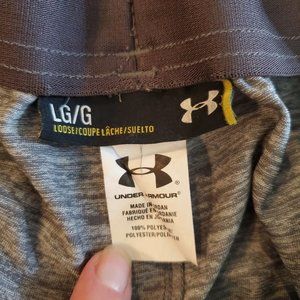 LG/G
LOOSE/COUPE LÂCHE/SUELTO
UNDER ARMOUR®
MADE IN JORDAN
FABRIQUÉ EN JORDANIE
HECHO EN JORDANIA
100% POLYESTER
POLYESTER/POLIÉSTER